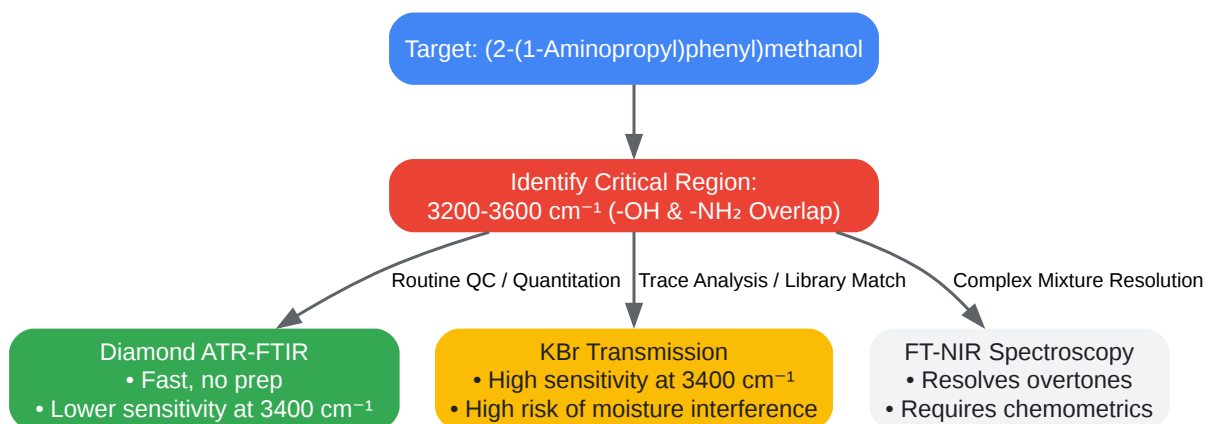 Target: (2-(1-Aminopropyl)phenyl)methanol
Identify Critical Region:
3200-3600 cm⁻¹ (-OH & -NH₂ Overlap)
Routine QC / Quantitation
Trace Analysis / Library Match
Complex Mixture Resolution
Diamond ATR-FTIR
• Fast, no prep
• Lower sensitivity at 3400 cm⁻¹
KBr Transmission
• High sensitivity at 3400 cm⁻¹
• High risk of moisture interference
FT-NIR Spectroscopy
• Resolves overtones
• Requires chemometrics